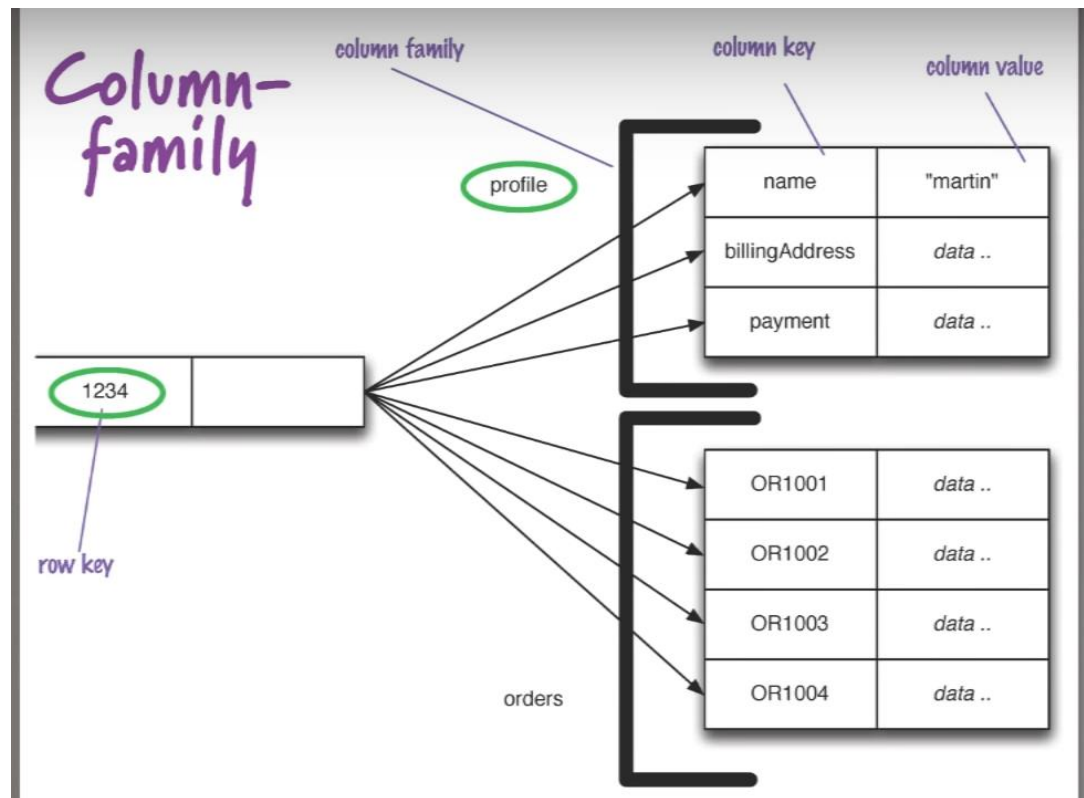 Column-
family
column family
column key
column value
profile
name
"martin"
billingAddress
data ..
payment
data ..
1234
row key
OR1001
data ..
OR1002
data ..
OR1003
data ..
OR1004
data ..
orders